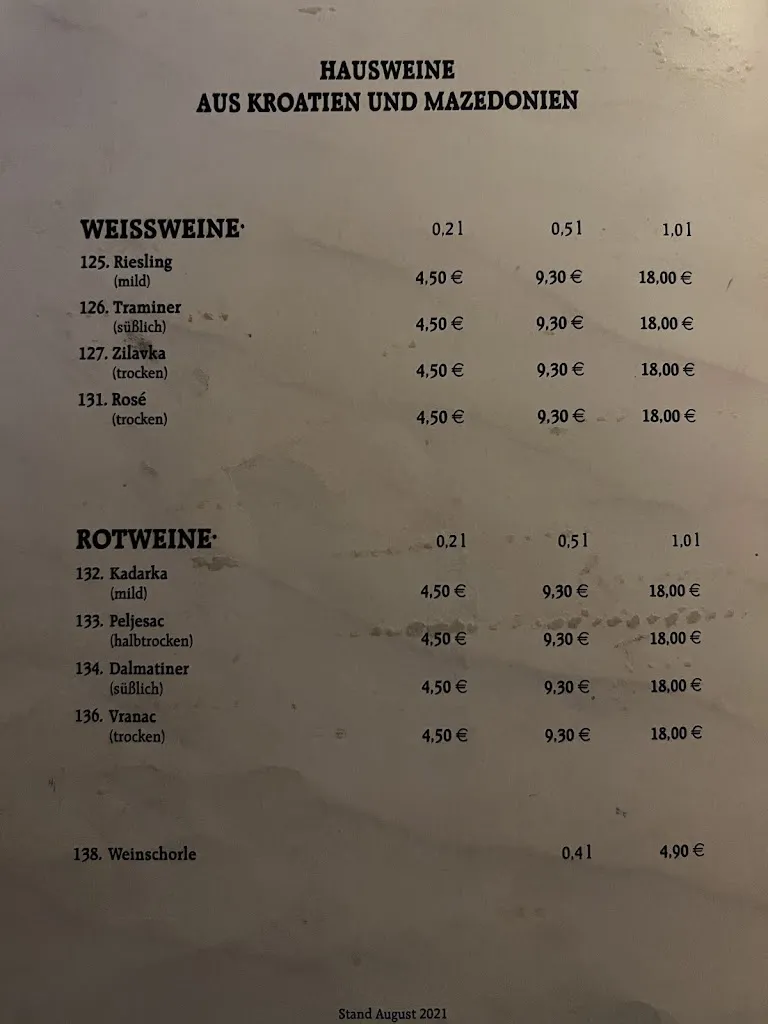 HAUSWEINE
AUS KROATIEN UND MAZEDONIEN
WEISSWEINE· 0,2 l 0,5 l 1,0 l
125. Riesling
(mild) 4,50 € 9,30 € 18,00 €
126. Traminer
(süßlich) 4,50 € 9,30 € 18,00 €
127. Zilavka
(trocken) 4,50 € 9,30 € 18,00 €
131. Rosé
(trocken) 4,50 € 9,30 € 18,00 €
ROTWEINE· 0,2 l 0,5 l 1,0 l
132. Kadarka
(mild) 4,50 € 9,30 € 18,00 €
133. Peljesac
(halbtrocken) 4,50 € 9,30 € 18,00 €
134. Dalmatiner
(süßlich) 4,50 € 9,30 € 18,00 €
136. Vranac
(trocken) 4,50 € 9,30 € 18,00 €
138. Weinschorle 0,4 l 4,90 €
Stand August 2021